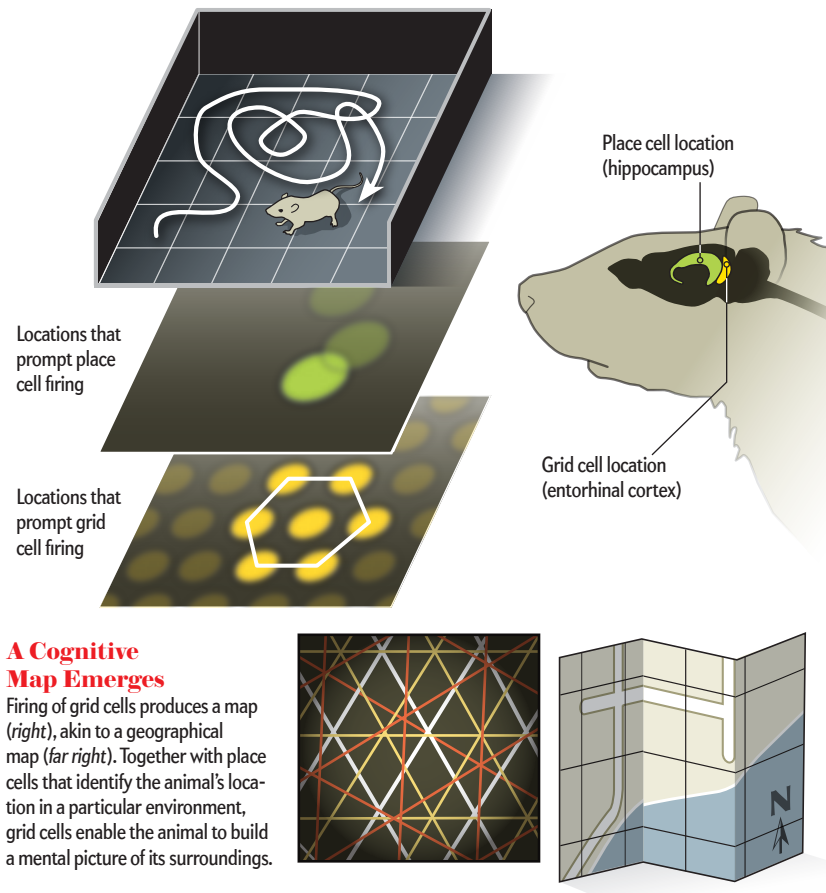 Place cell location
(hippocampus)
Locations that
prompt place
cell firing
Grid cell location
(entorhinal cortex)
Locations that
prompt grid
cell firing
A Cognitive
Map Emerges
Firing of grid cells produces a map
(right), akin to a geographical
map (far right). Together with place
cells that identify the animal’s loca-
tion in a particular environment,
grid cells enable the animal to build
a mental picture of its surroundings.
N